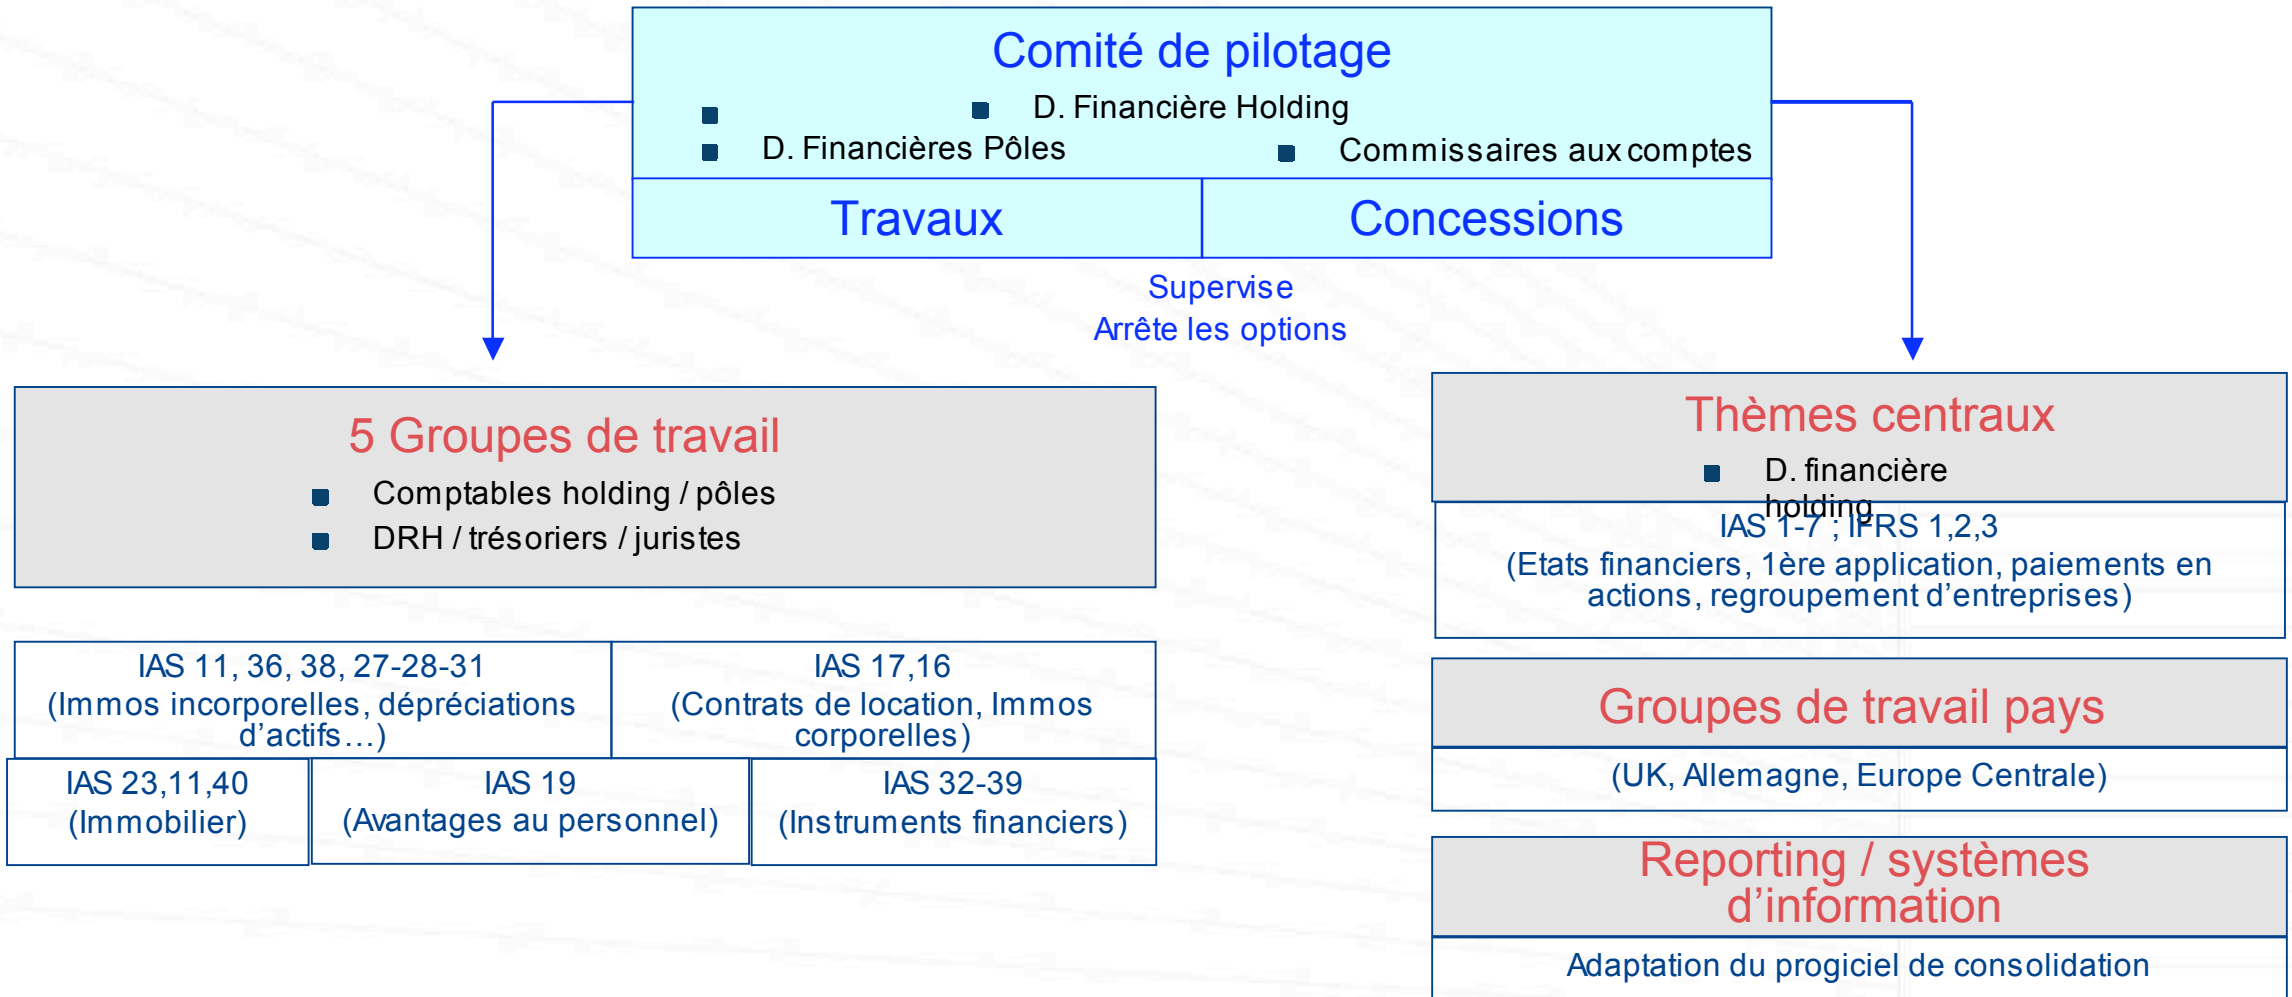 Comité de pilotage
D. Financière Holding
D. Financières Pôles
Commissaires aux comptes
Travaux
Concessions
Supervise
Arrête les options
5 Groupes de travail
Comptables holding / pôles
DRH / trésoriers / juristes
IAS 11, 36, 38, 27-28-31
(Immos incorporelles, dépréciations
d’actifs…)
IAS 17,16
(Contrats de location, Immos
corporelles)
IAS 23,11,40
(Immobilier)
IAS 19
(Avantages au personnel)
IAS 32-39
(Instruments financiers)
Thèmes centraux
D. financière
holding
IAS 1-7 ; IFRS 1,2,3
(Etats financiers, 1ère application, paiements en
actions, regroupement d’entreprises)
Groupes de travail pays
(UK, Allemagne, Europe Centrale)
Reporting / systèmes
d’information
Adaptation du progiciel de consolidation